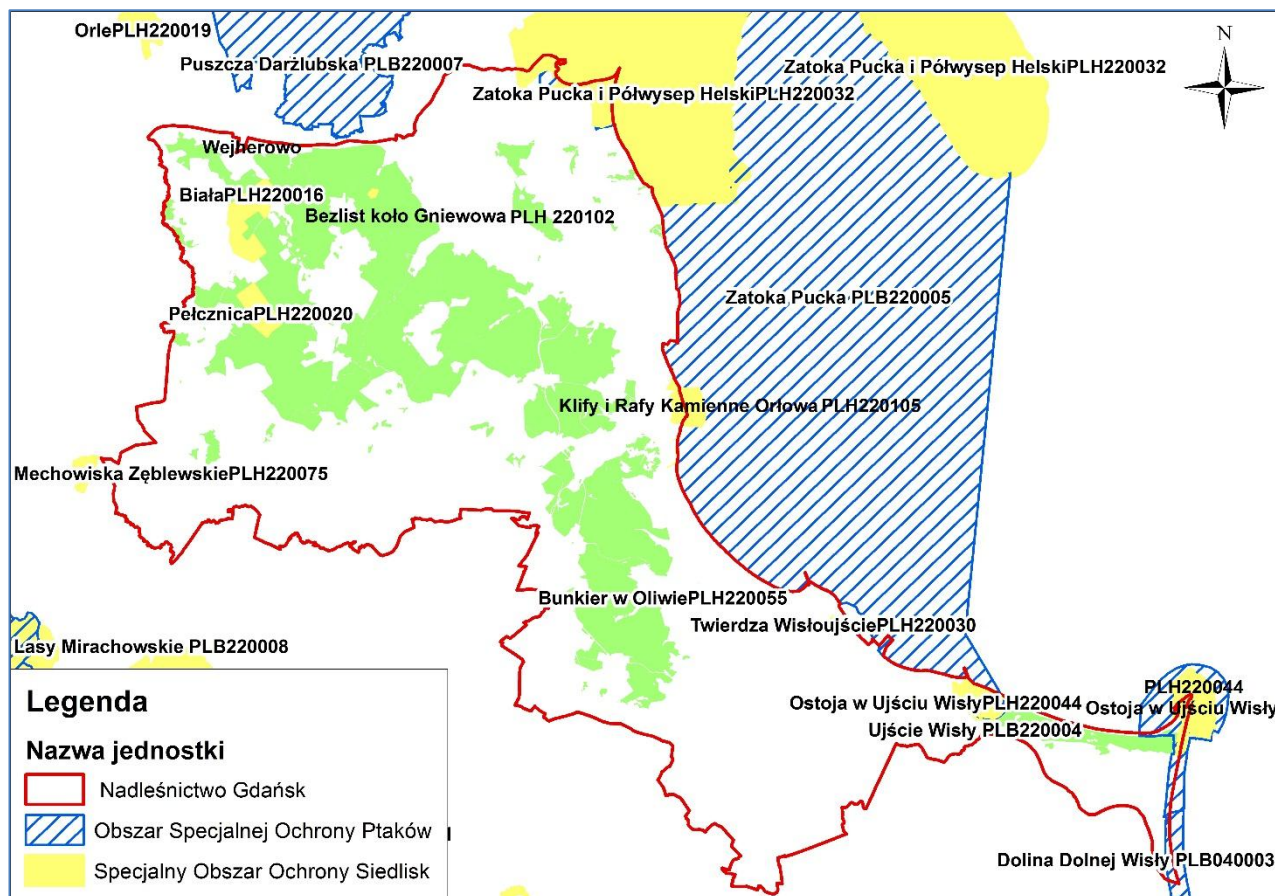 OrlePLH220019
N
Puszcza Darżlubska PLB220007
Zatoka Pucka i Półwysep HelskiPLH220032
Zatoka Pucka i Półwysep HelskiPLH220032
Wejherowo
BiałaPLH220016
Bezlist koło Gniewowa PLH 220102
Zatoka Pucka PLB220005
PełcznicaPLH220020
Klify i Rafy Kamienne Orłowa PLH220105
Mechowiska ZęblewskiePLH220075
Bunkier w OliwiePLH220055
Twierdza WisłoujściePLH220030
Lasy Mirachowskie PLB220008
PLH220044
Ostoja w Ujściu Wisły
Ostoja w Ujściu WisłyPLH220044
Ujście Wisły PLB220004
Dolina Dolnej Wisły PLB040003
Legenda
Nazwa jednostki
Nadleśnictwo Gdańsk
Obszar Specjalnej Ochrony Ptaków
Specjalny Obszar Ochrony Siedlisk